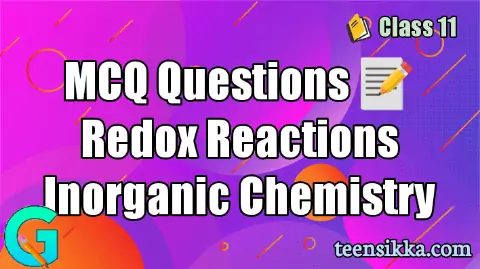 Class 11
MCQ Questions
Redox Reactions
Inorganic Chemistry
G
teensikka.com